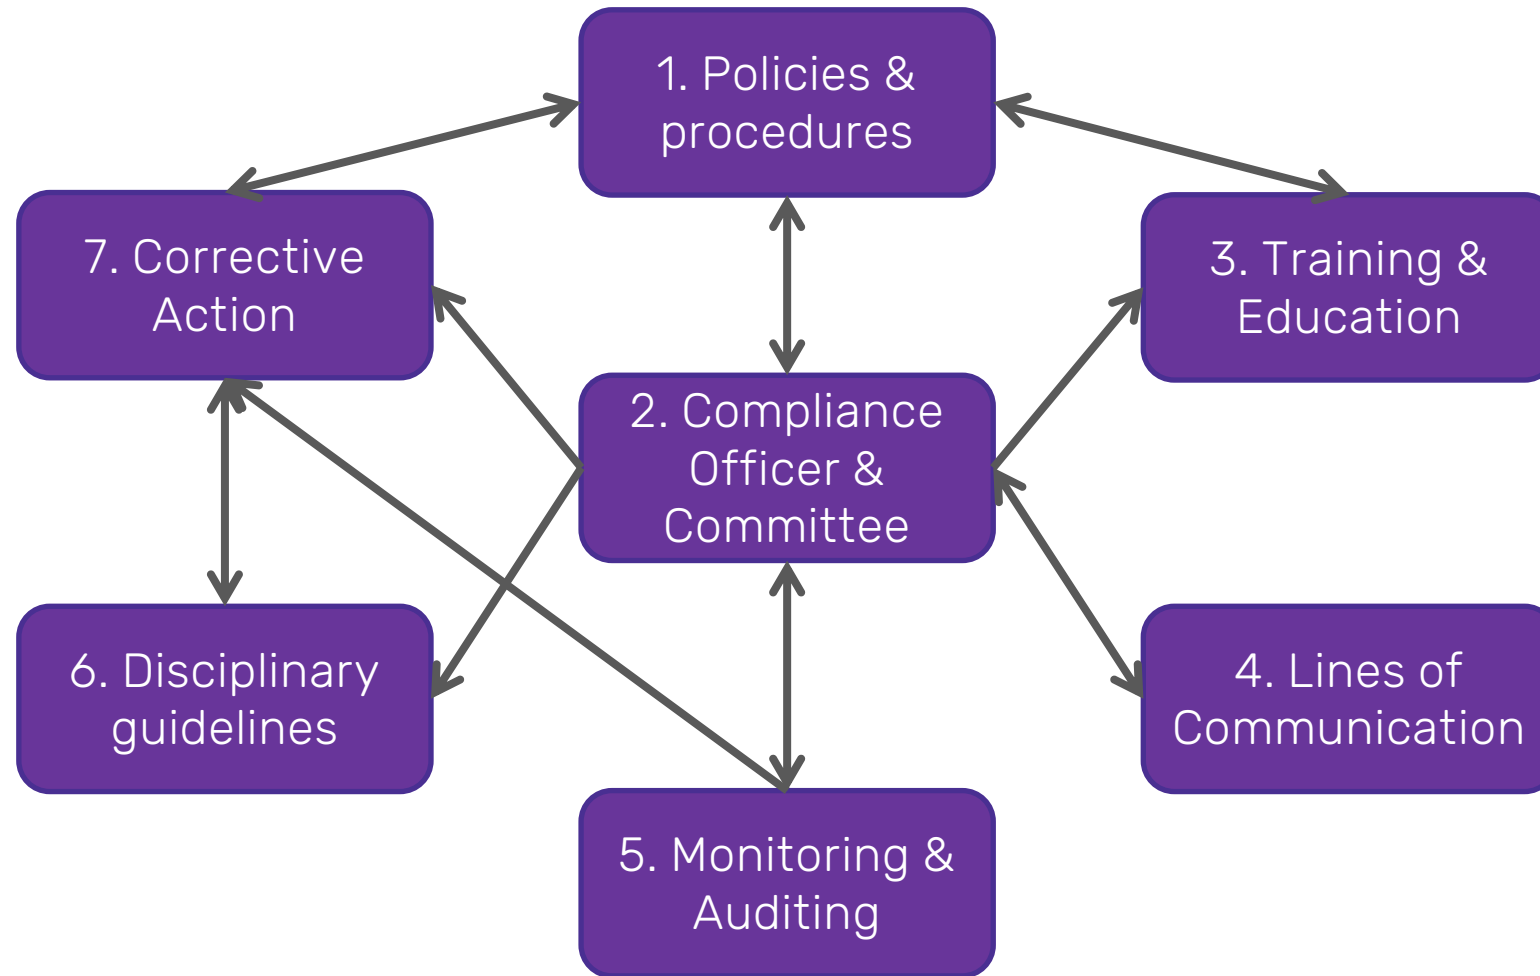 1. Policies &
procedures
7. Corrective
Action
3. Training &
Education
2. Compliance
Officer &
Committee
6. Disciplinary
guidelines
4. Lines of
Communication
5. Monitoring &
Auditing